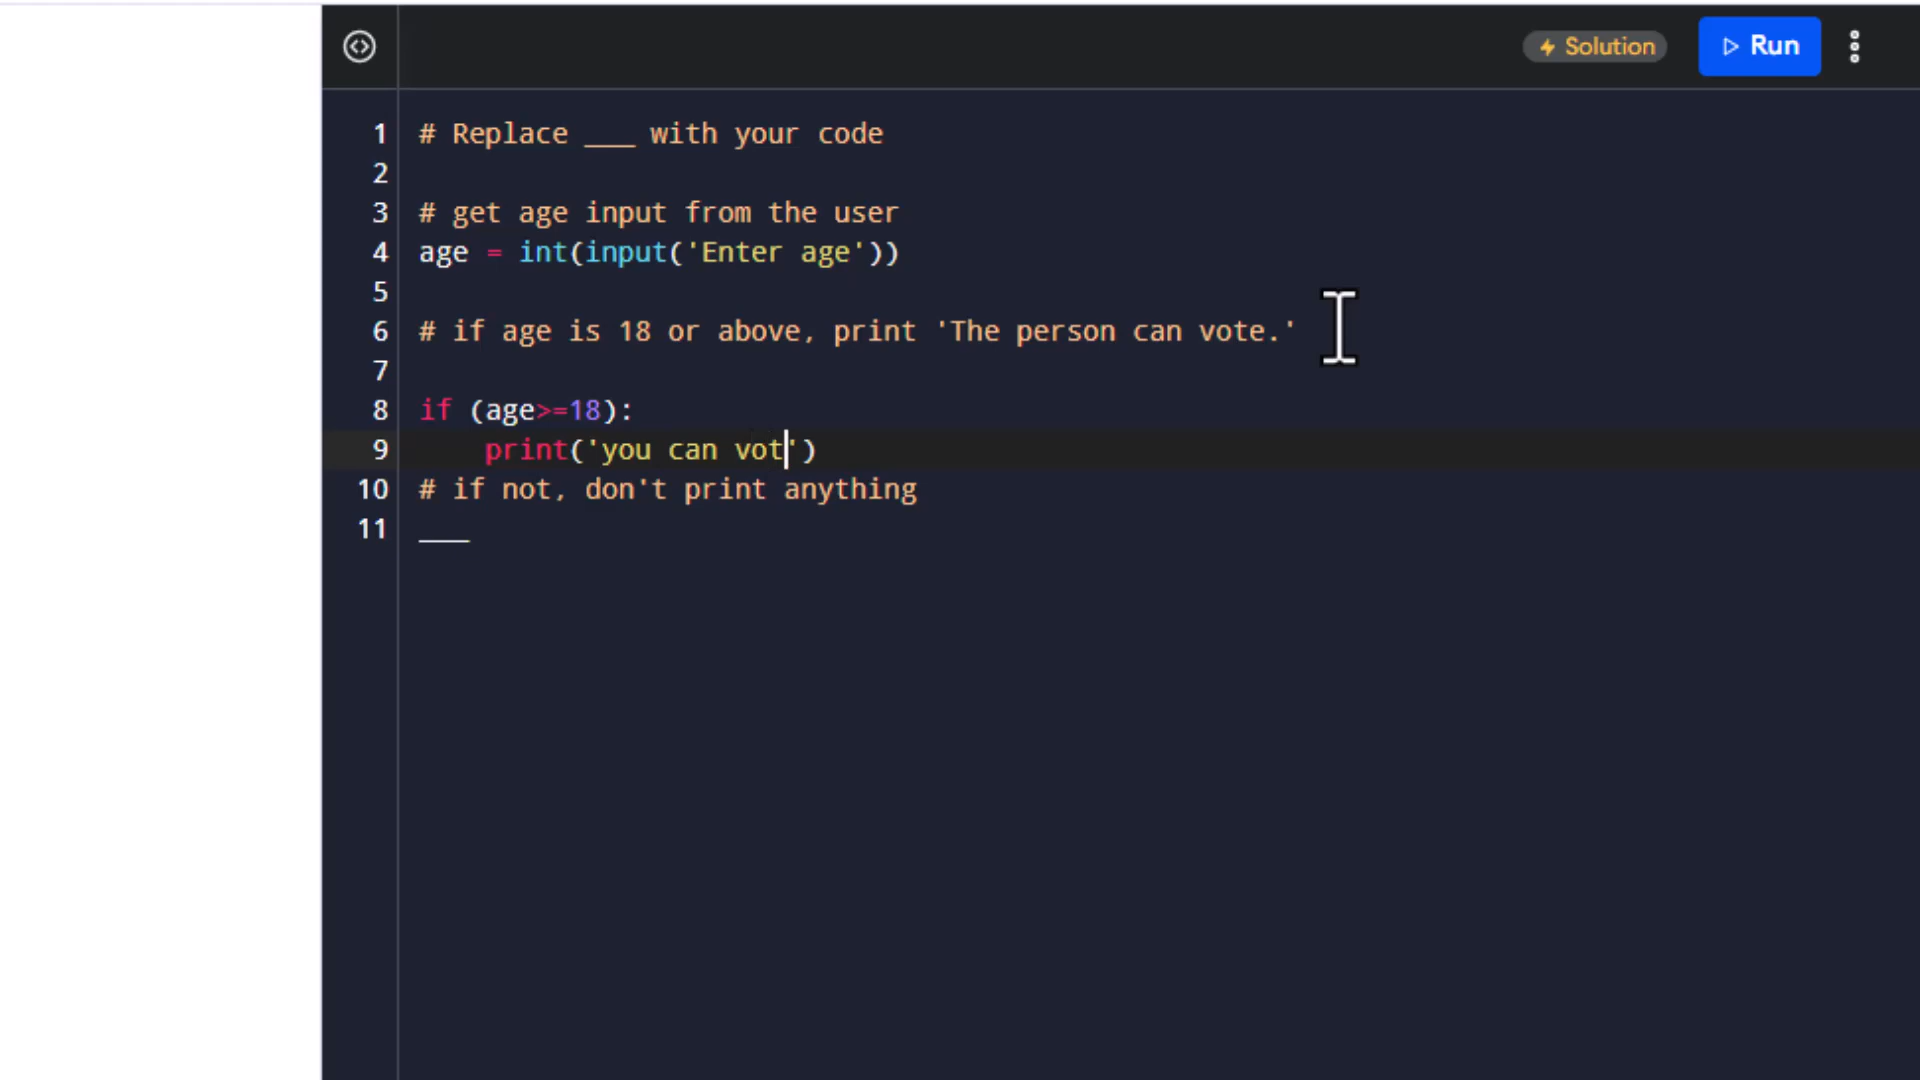 Solution
Run
1 # Replace ___ with your code
2
3 # get age input from the user
4 age = int(input('Enter age'))
5
6 # if age is 18 or above, print 'The person can vote.'
7
8 if (age>=18):
9     print('you can vot')
10 # if not, don't print anything
11 ___